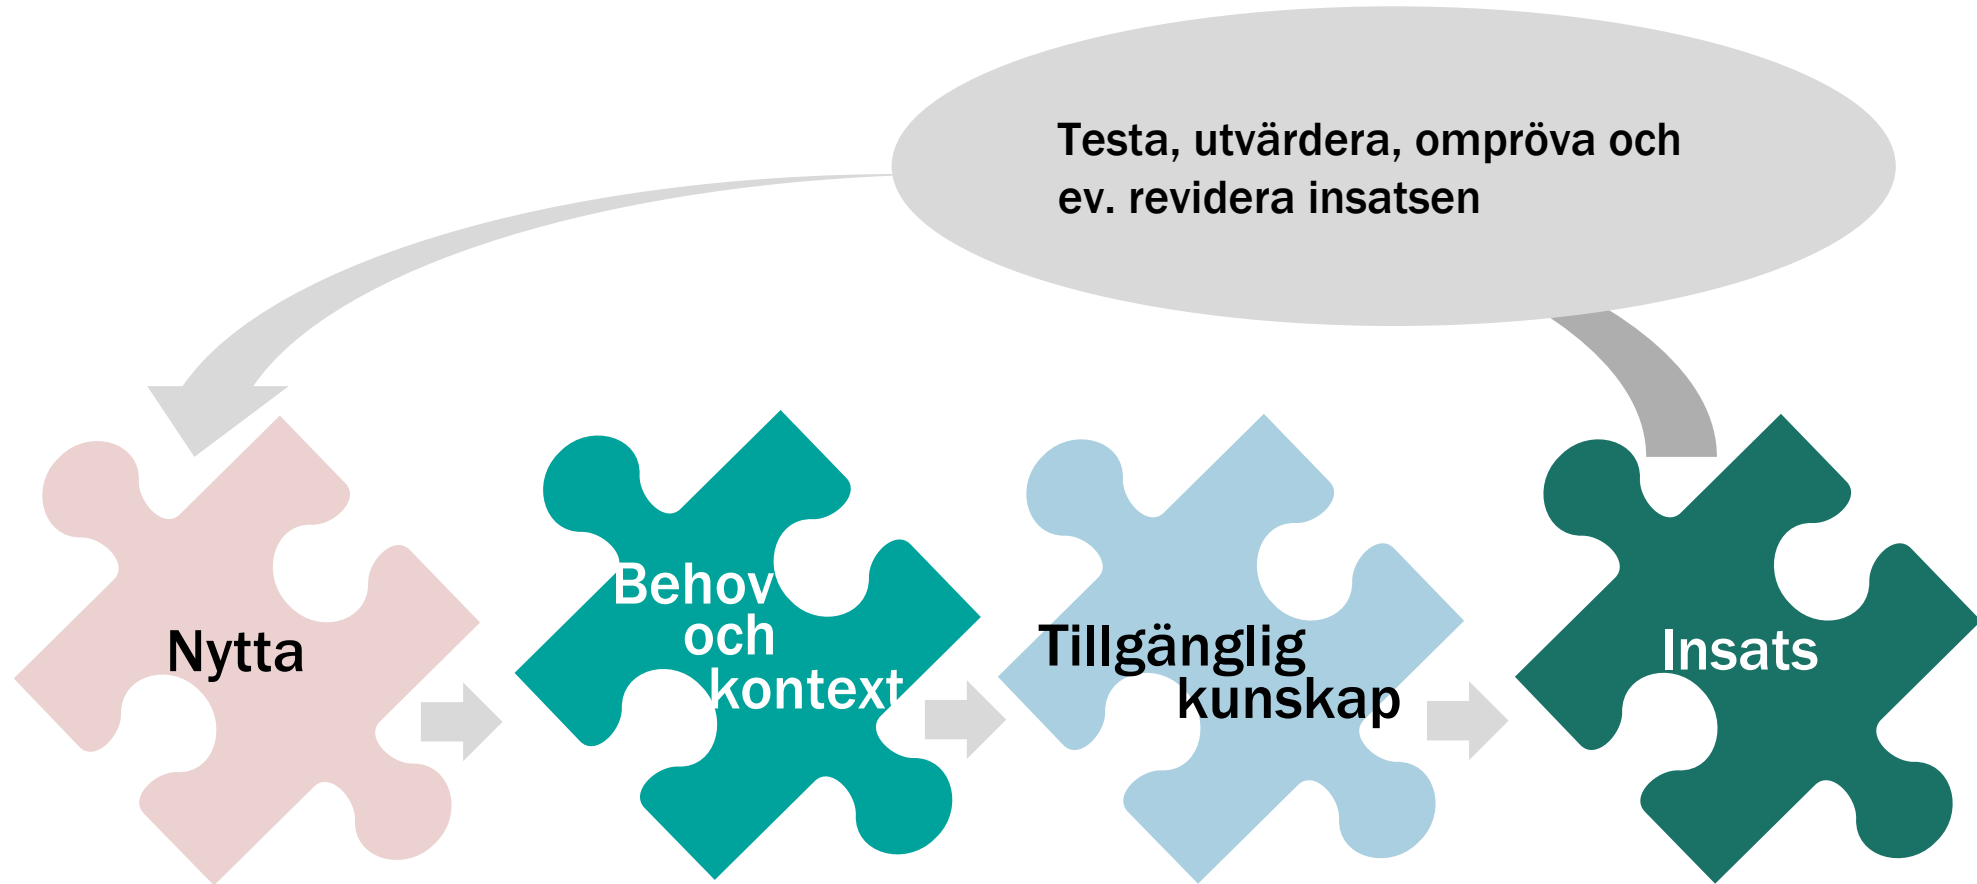 Testa, utvärdera, ompröva och
ev. revidera insatsen
Nytta
Behov
och
kontext
Tillgänglig
kunskap
Insats